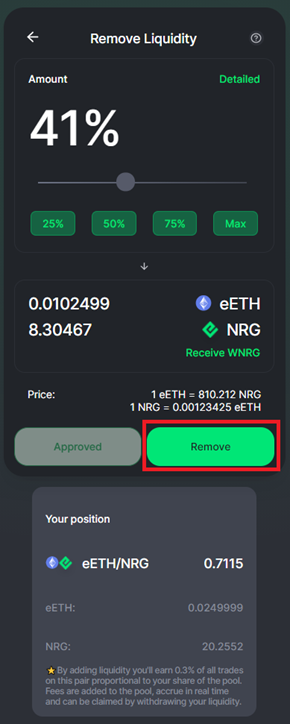 Remove Liquidity
Amount
Detailed
41%
25%
50%
75%
Max
0.0102499
eETH
8.30467
NRG
Receive WNRG
Price:
1 eETH = 810.212 NRG
1 NRG = 0.00123425 eETH
Approved
Remove
Your position
eETH/NRG
0.7115
eETH:
0.0249999
NRG:
20.2552
⭐ By adding liquidity you'll earn 0.3% of all trades
on this pair proportional to your share of the pool.
Fees are added to the pool, accrue in real time
and can be claimed by withdrawing your liquidity.